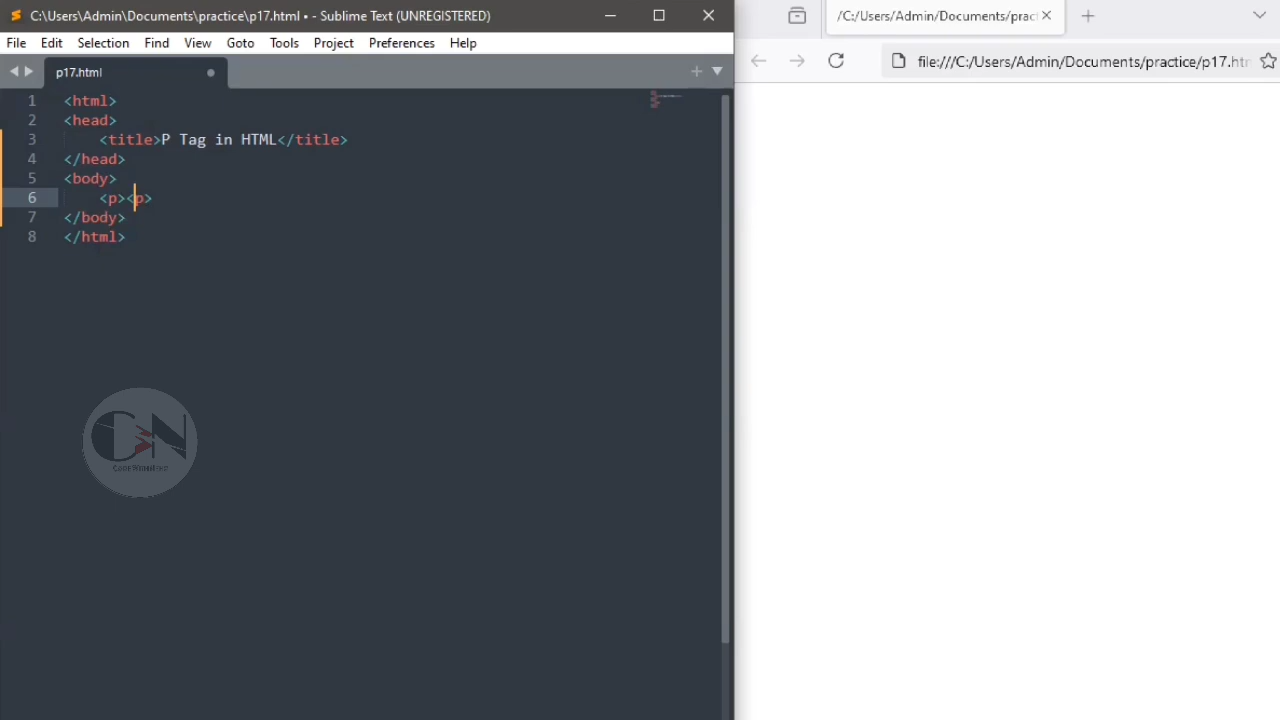 C:\Users\Admin\Documents\practice\p17.html • - Sublime Text (UNREGISTERED)
/C:/Users/Admin/Documents/prac
File Edit Selection Find View Goto Tools Project Preferences Help
file:///C:/Users/Admin/Documents/practice/p17.htm
p17.html
1 <html>
2 <head>
3 <title>P Tag in HTML</title>
4 </head>
5 <body>
6 <p><p>
7 </body>
8 </html>